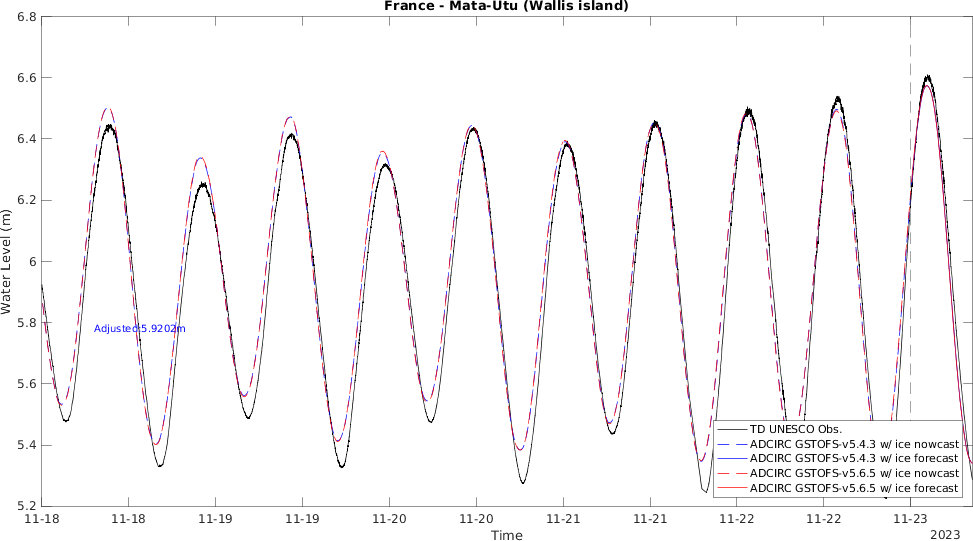 France - Mata-Utu (Wallis island)
6.8
6.6
6.4
6.2
6
5.8
5.6
5.4
5.2
Water Level (m)
Adjusted:5.9202m
TD UNESCO Obs.
ADCIRC GSTOFS-v5.4.3 w/ ice nowcast
ADCIRC GSTOFS-v5.4.3 w/ ice forecast
ADCIRC GSTOFS-v5.6.5 w/ ice nowcast
ADCIRC GSTOFS-v5.6.5 w/ ice forecast
11-18 11-18 11-19 11-19 11-20 11-20 11-21 11-21 11-22 11-22 11-23
Time
2023